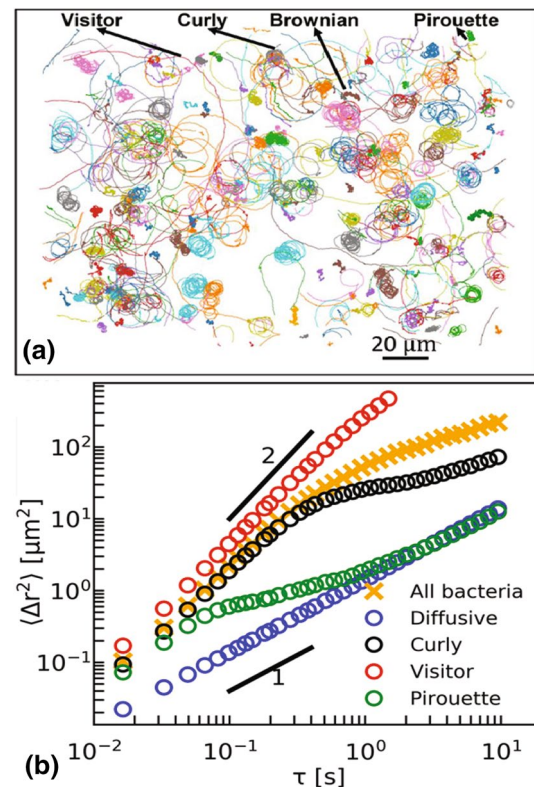 Visitor Curly Brownian Pirouette
20 μm
(a)
10²
10¹
10⁰
10⁻¹
⟨Δr²⟩ [μm²]
2
1
All bacteria
Diffusive
Curly
Visitor
Pirouette
10⁻² 10⁻¹ 10⁰ 10¹
τ [s]
(b)